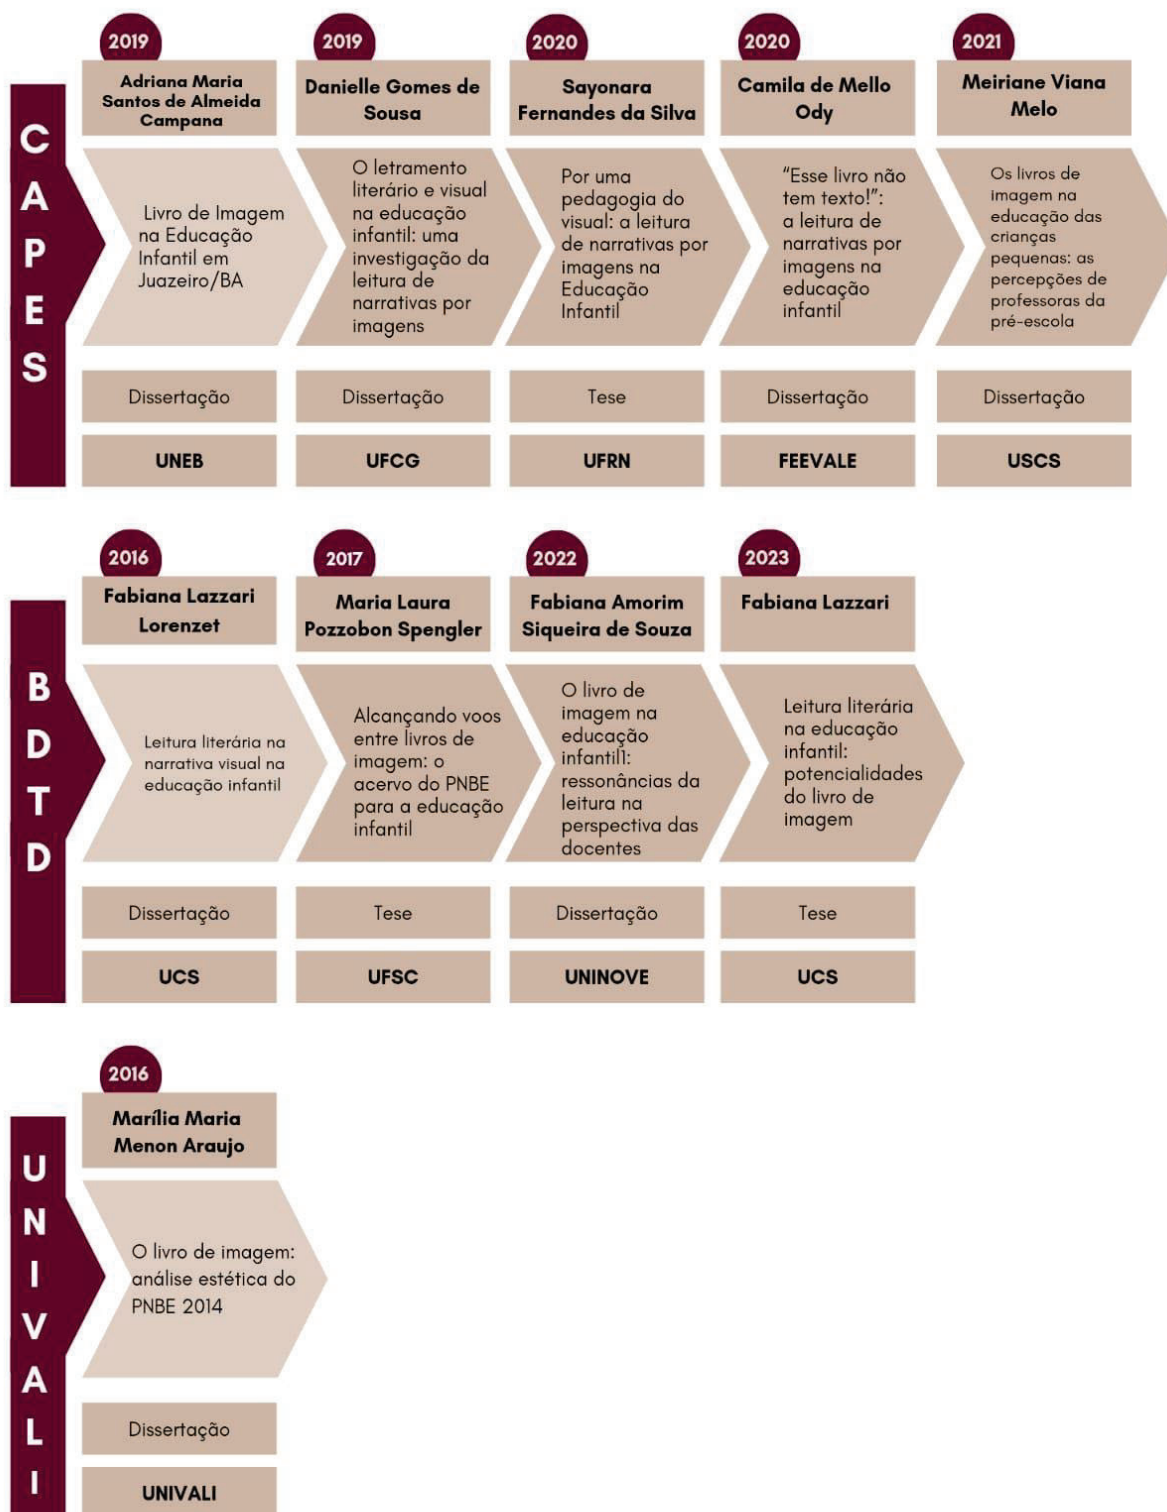 CAPES
2019
Adriana Maria
Santos de Almeida
Campana
Livro de Imagem
na Educação
Infantil em
Juazeiro/BA
Dissertação
UNEB
2019
Danielle Gomes de
Sousa
O letramento
literário e visual
na educação
infantil: uma
investigação da
leitura de
narrativas por
imagens
Dissertação
UFCG
2020
Sayonara
Fernandes da Silva
Por uma
pedagogia do
visual: a leitura
de narrativas por
imagens na
Educação
Infantil
Tese
UFRN
2020
Camila de Mello
Ody
“Esse livro não
tem texto!”:
a leitura de
narrativas por
imagens na
educação
infantil
Dissertação
FEEVALE
2021
Meiriane Viana
Melo
Os livros de
imagem na
educação das
crianças
pequenas: as
percepções de
professoras da
pré-escola
Dissertação
USCS
BDTD
2016
Fabiana Lazzari
Lorenzet
Leitura literária na
narrativa visual na
educação infantil
Dissertação
UCS
2017
Maria Laura
Pozzobon Spengler
Alcançando voos
entre livros de
imagem: o
acervo do PNBE
para a educação
infantil
Tese
UFSC
2022
Fabiana Amorim
Siqueira de Souza
O livro de
imagem na
educação
infantil1:
ressonâncias da
leitura na
perspectiva das
docentes
Dissertação
UNINOVE
2023
Fabiana Lazzari
Leitura literária
na educação
infantil:
potencialidades
do livro de
imagem
Tese
UCS
UNIVALI
2016
Marília Maria
Menon Araujo
O livro de imagem:
análise estética do
PNBE 2014
Dissertação
UNIVALI